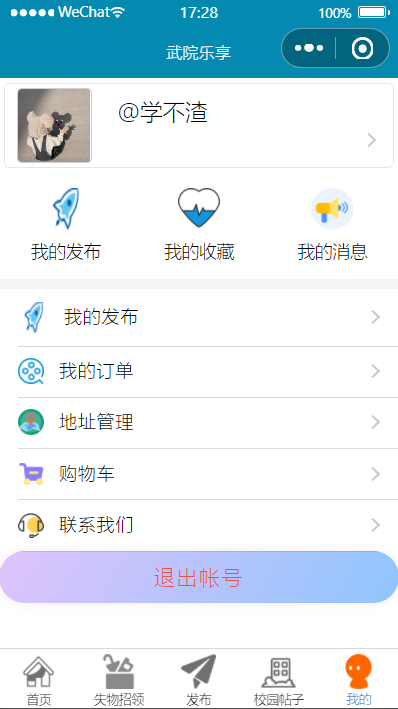 WeChat 17:28 100%
武院乐享
@学不渣
我的发布 我的收藏 我的消息
我的发布
我的订单
地址管理
购物车
联系我们
退出帐号
首页 失物招领 发布 校园帖子 我的